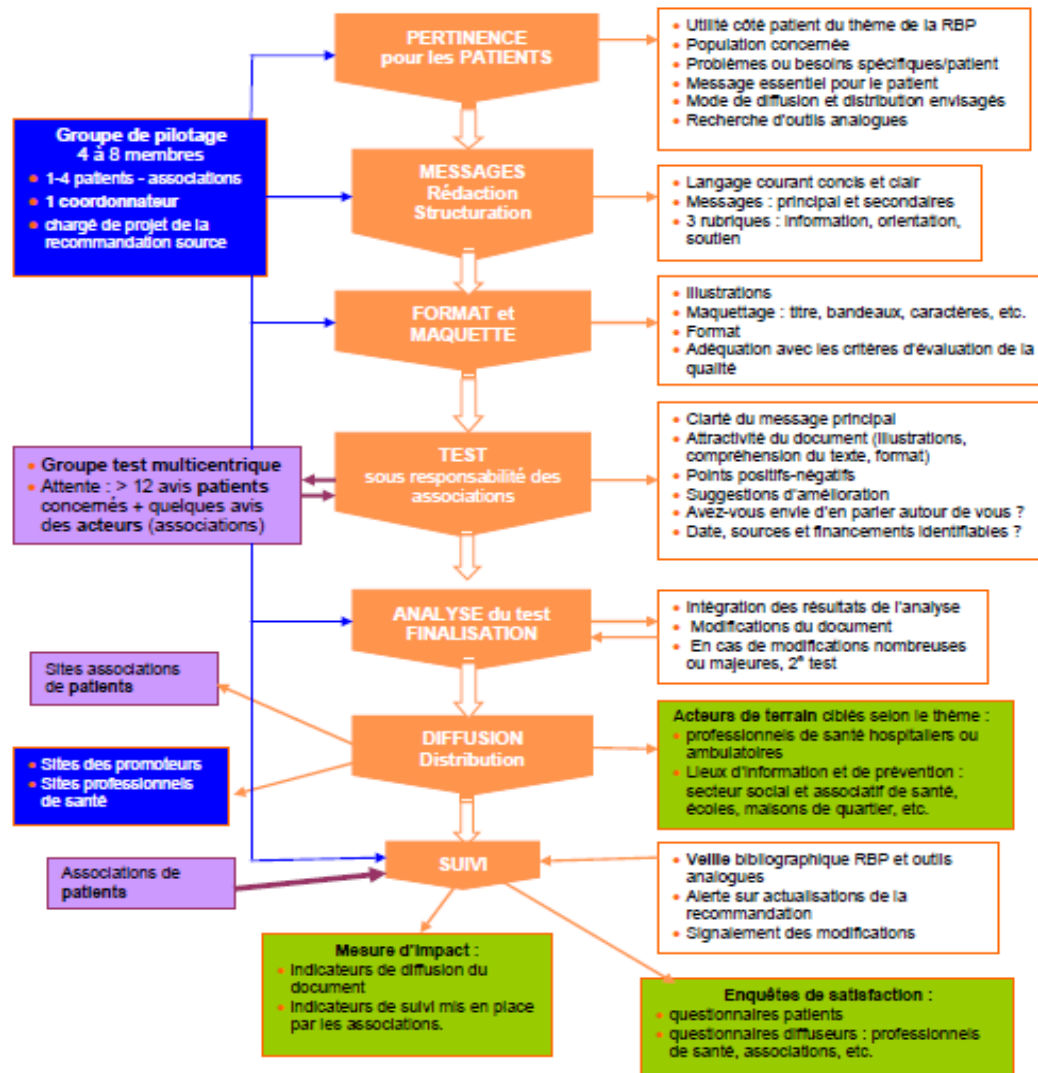 PERTINENCE
pour les PATIENTS
• Utilité côté patient du thème de la RBP
• Population concernée
• Problèmes ou besoins spécifiques/patient
• Message essentiel pour le patient
• Mode de diffusion et distribution envisagés
• Recherche d'outils analogues
Groupe de pilotage
4 à 8 membres
• 1-4 patients - associations
• 1 coordonnateur
• chargé de projet de la
recommandation source
MESSAGES
Rédaction
Structuration
• Langage courant concis et clair
• Messages : principal et secondaires
• 3 rubriques : information, orientation,
soutien
FORMAT et
MAQUETTE
• Illustrations
• Maquettage : titre, bandeaux, caractères, etc.
• Format
• Adéquation avec les critères d'évaluation de la
qualité
• Groupe test multicentrique
• Attente : > 12 avis patients
concernés + quelques avis
des acteurs (associations)
TEST
sous responsabilité des
associations
• Clarté du message principal
• Attractivité du document (illustrations,
compréhension du texte, format)
• Points positifs-négatifs
• Suggestions d'amélioration
• Avez-vous envie d'en parler autour de vous ?
• Date, sources et financements identifiables ?
ANALYSE du test
FINALISATION
• Intégration des résultats de l'analyse
• Modifications du document
• En cas de modifications nombreuses
ou majeures, 2e test
Sites associations
de patients
• Sites des promoteurs
• Sites professionnels
de santé
DIFFUSION
Distribution
Acteurs de terrain ciblés selon le thème :
• professionnels de santé hospitaliers ou
ambulatoires
• Lieux d'information et de prévention :
secteur social et associatif de santé,
écoles, maisons de quartier, etc.
Associations de
patients
SUIVI
• Veille bibliographique RBP et outils
analogues
• Alerte sur actualisations de la
recommandation
• Signalement des modifications
Mesure d'impact :
• Indicateurs de diffusion du
document
• Indicateurs de suivi mis en place
par les associations.
Enquêtes de satisfaction :
• questionnaires patients
• questionnaires diffuseurs : professionnels
de santé, associations, etc.